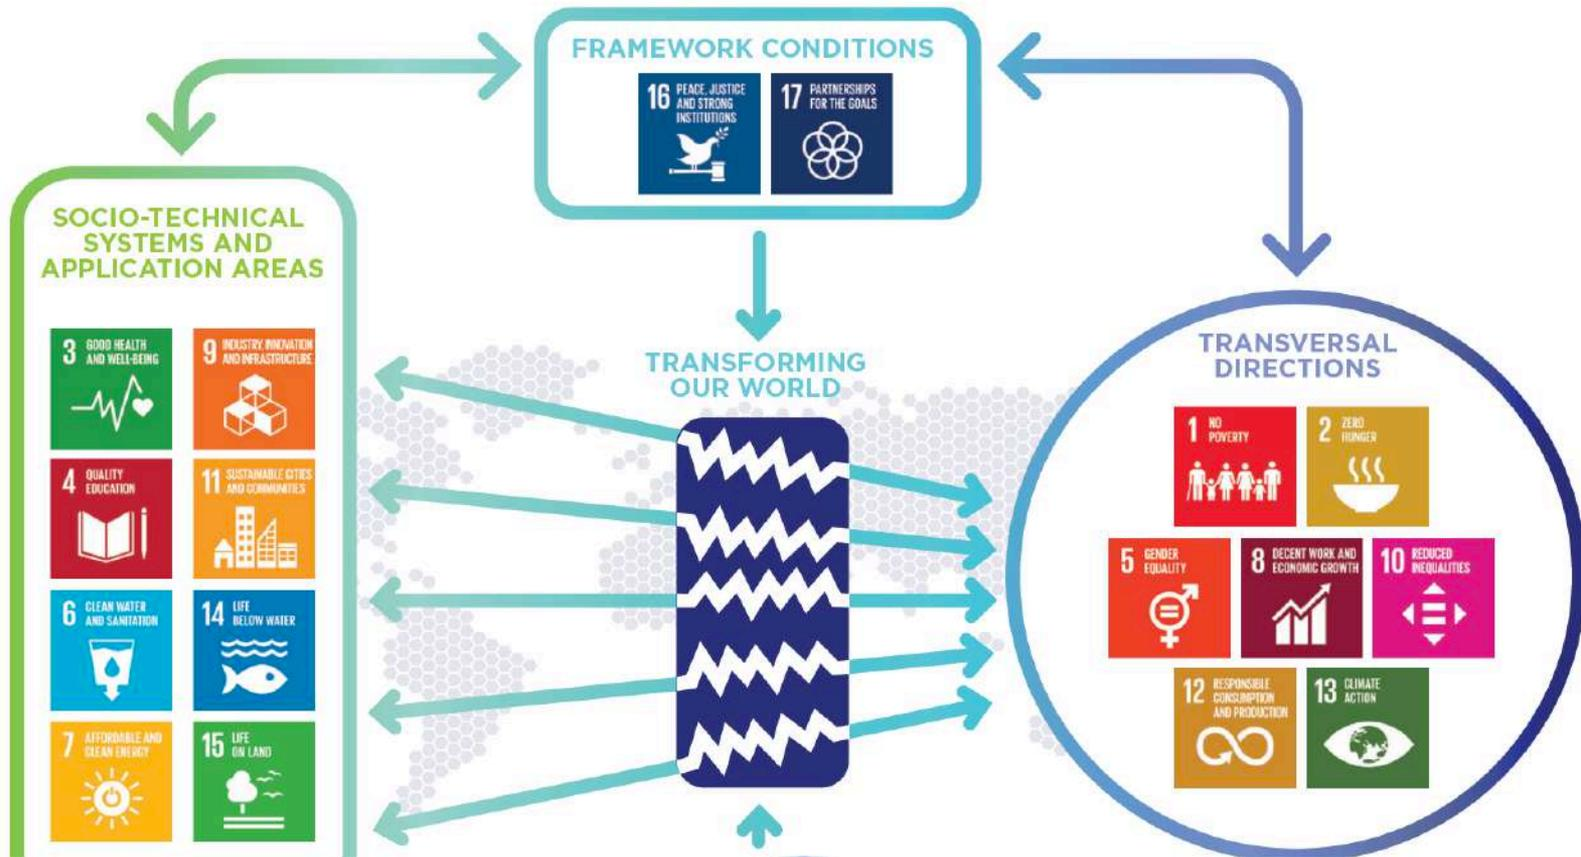 FRAMEWORK CONDITIONS
16 PEACE, JUSTICE
AND STRONG
INSTITUTIONS
17 PARTNERSHIPS
FOR THE GOALS
SOCIO-TECHNICAL
SYSTEMS AND
APPLICATION AREAS
3 GOOD HEALTH
AND WELL-BEING
9 INDUSTRY, INNOVATION
AND INFRASTRUCTURE
4 QUALITY
EDUCATION
11 SUSTAINABLE CITIES
AND COMMUNITIES
6 CLEAN WATER
AND SANITATION
14 LIFE
BELOW WATER
7 AFFORDABLE AND
CLEAN ENERGY
15 LIFE
ON LAND
TRANSFORMING
OUR WORLD
TRANSVERSAL
DIRECTIONS
1 NO
POVERTY
2 ZERO
HUNGER
5 GENDER
EQUALITY
8 DECENT WORK AND
ECONOMIC GROWTH
10 REDUCED
INEQUALITIES
12 RESPONSIBLE
CONSUMPTION
AND PRODUCTION
13 CLIMATE
ACTION